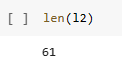 [ ] len(l2)
61